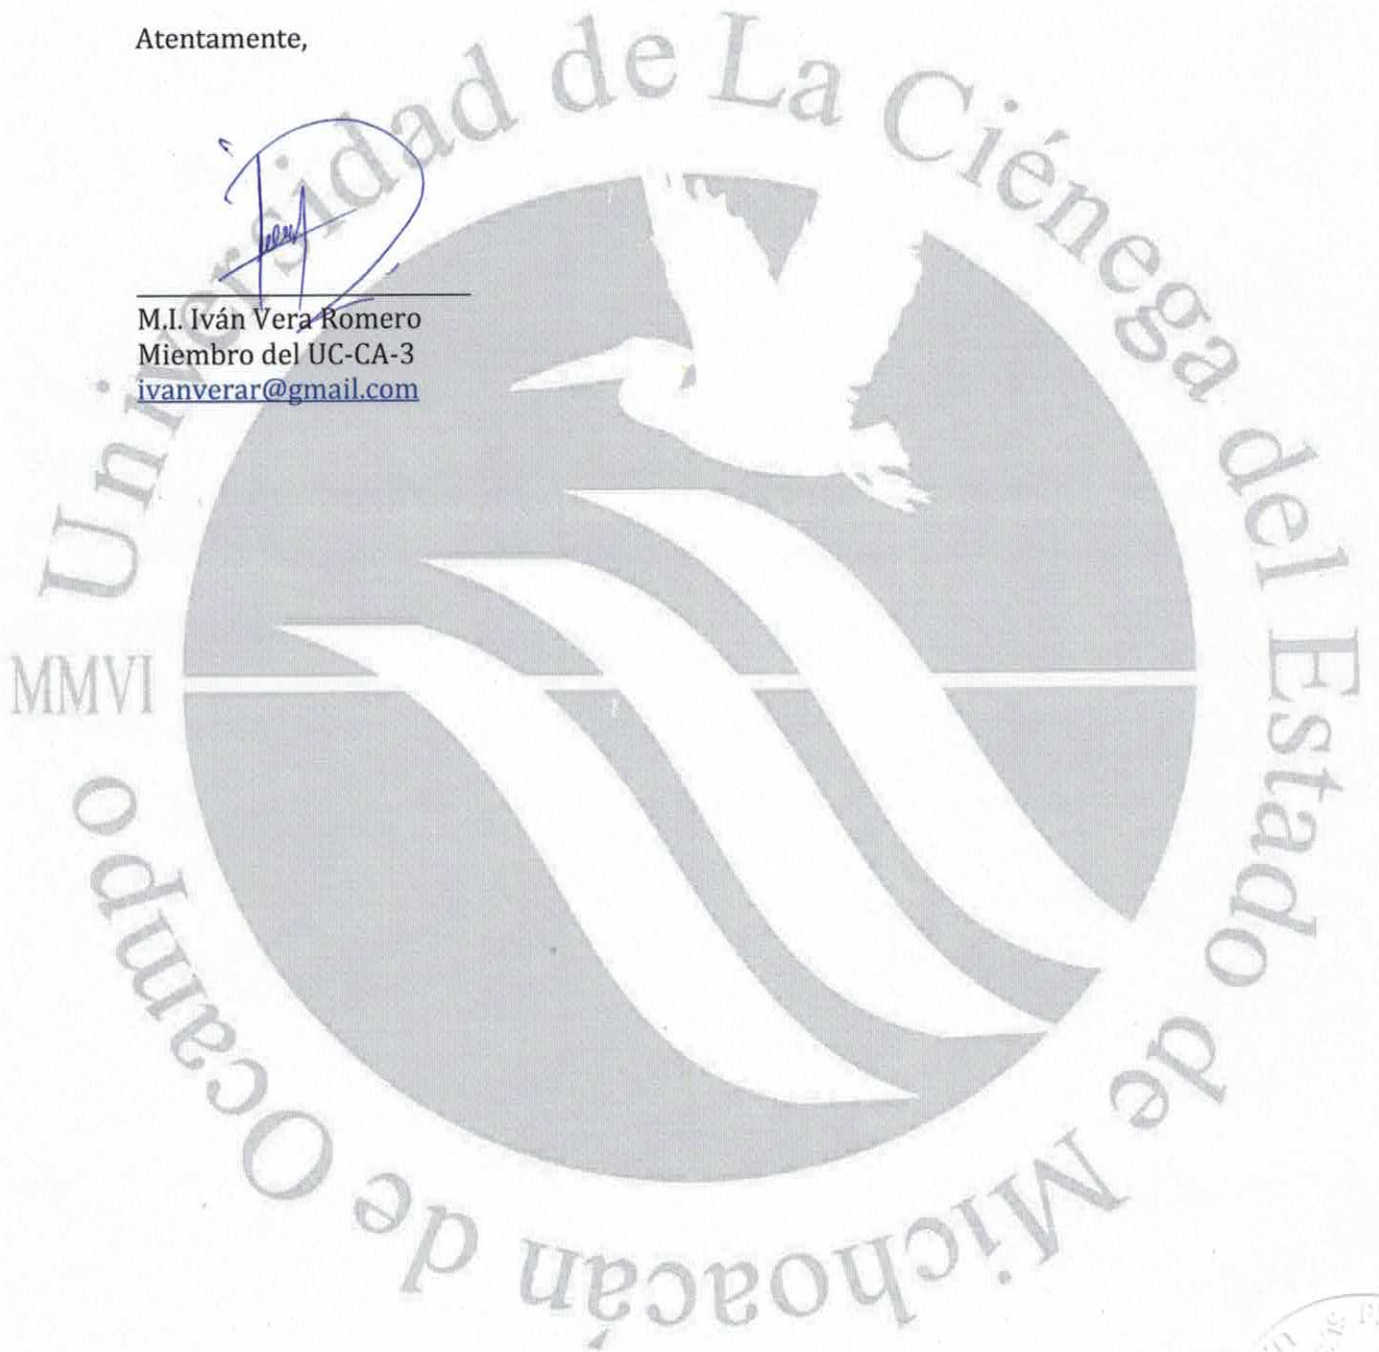 Atentamente,
M.I. Iván Vera Romero
Miembro del UC-CA-3
ivanverar@gmail.com
Universidad de La Ciénega del Estado de Michoacán de Ocampo
MMVI